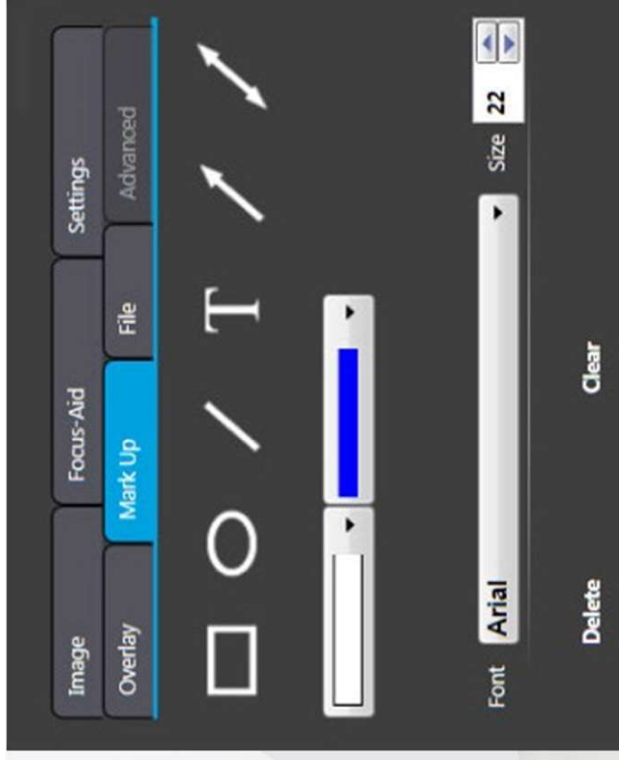 Image Focus-Aid Settings
Overlay Mark Up File Advanced
T
Font Arial Size 22
Delete Clear